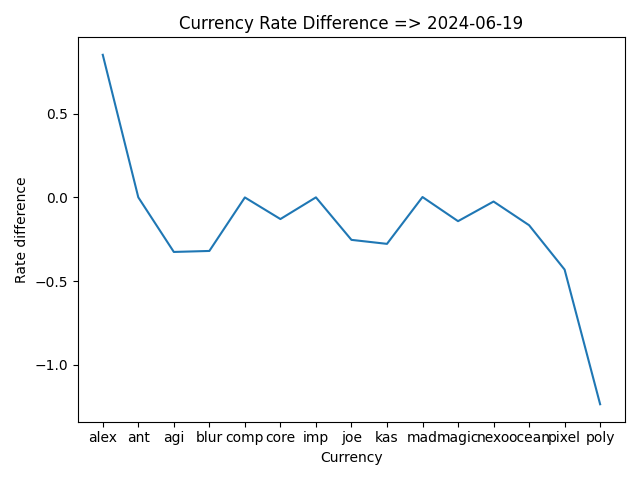 Currency Rate Difference => 2024-06-19
Rate difference
0.5
0.0
−0.5
−1.0
alex ant agi blur comp core imp joe kas mad magic nexo ocean pixel poly
Currency